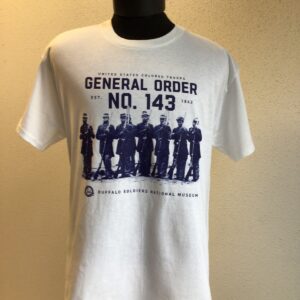 UNITED STATES COLORED TROOPS
GENERAL ORDER
EST. NO. 143 1863
BUFFALO SOLDIERS NATIONAL MUSEUM